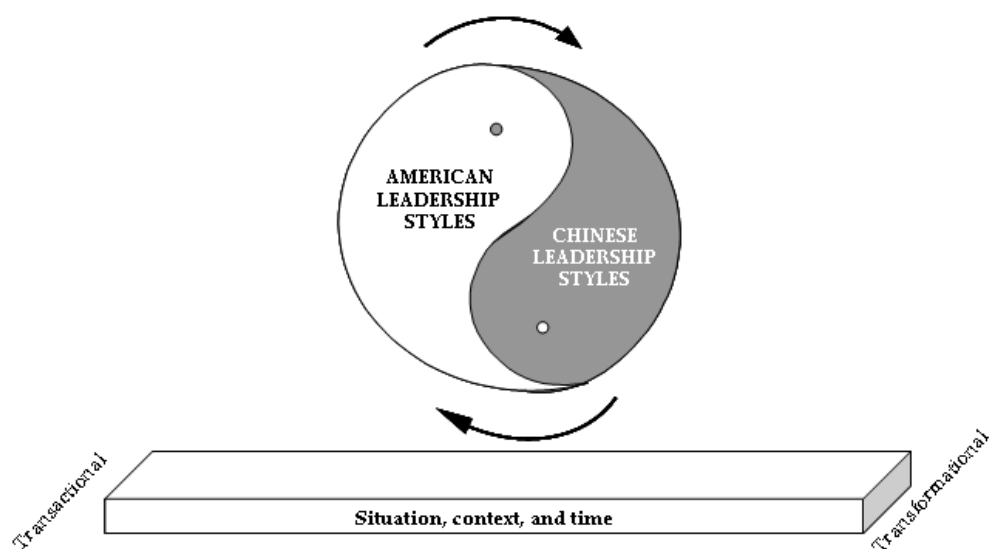 AMERICAN
LEADERSHIP
STYLES
CHINESE
LEADERSHIP
STYLES
Transactional
Situation, context, and time
Transformational